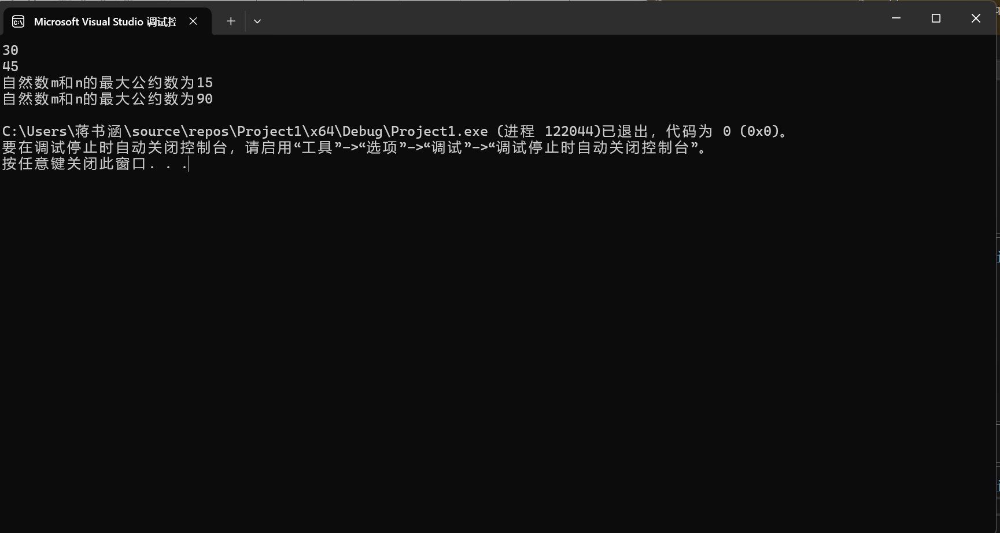 Microsoft Visual Studio 调试控
30
45
自然数m和n的最大公约数为15
自然数m和n的最大公约数为90
C:\Users\蒋书涵\source\repos\Project1\x64\Debug\Project1.exe (进程 122044)已退出，代码为 0 (0x0)。
要在调试停止时自动关闭控制台，请启用“工具”->“选项”->“调试”->“调试停止时自动关闭控制台”。
按任意键关闭此窗口. . .